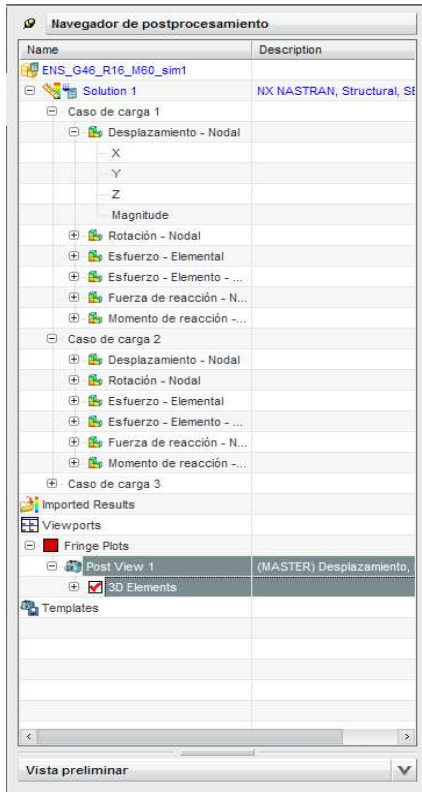 Navegador de postprocesamiento
Name Description
ENS_G46_R16_M60_sim1
Solution 1 NX NASTRAN, Structural, SE
Caso de carga 1
Desplazamiento - Nodal
X
Y
Z
Magnitude
Rotación - Nodal
Esfuerzo - Elemental
Esfuerzo - Elemento - ...
Fuerza de reacción - N...
Momento de reacción -...
Caso de carga 2
Desplazamiento - Nodal
Rotación - Nodal
Esfuerzo - Elemental
Esfuerzo - Elemento - ...
Fuerza de reacción - N...
Momento de reacción -...
Caso de carga 3
Imported Results
Viewports
Fringe Plots
Post View 1 (MASTER) Desplazamiento,
3D Elements
Templates
Vista preliminar